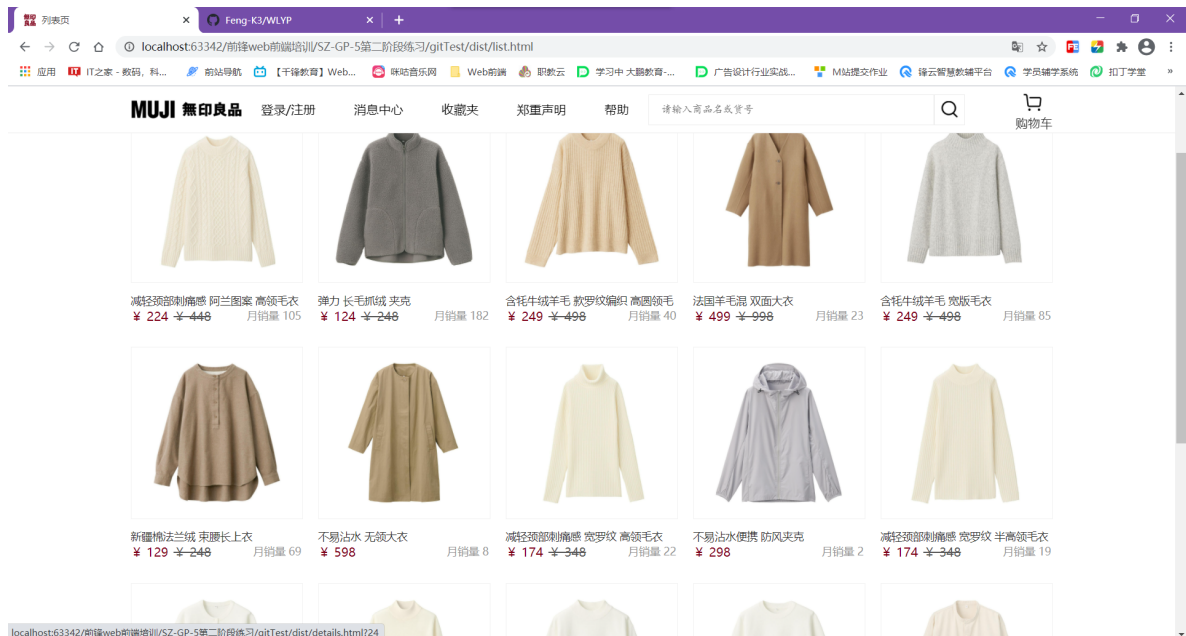 無印良品 列表页
Feng-K3/WLYP
localhost:63342/前锋web前端培训/SZ-GP-5第二阶段练习/gitTest/dist/list.html
应用 IT之家 - 数码，科... 前站导航 【千锋教育】Web... 咪咕音乐网 Web前端 职教云 学习中 大鹏教育-... 广告设计行业实战... M站提交作业 锋云智慧教辅平台 学员辅学系统 扣丁学堂 »
MUJI 無印良品 登录/注册 消息中心 收藏夹 郑重声明 帮助 请输入商品名或货号
购物车
减轻颈部刺痛感 阿兰图案 高领毛衣 弹力 长毛抓绒 夹克 含牦牛绒羊毛 款罗纹编织 高圆领毛 法国羊毛混 双面大衣 含牦牛绒羊毛 宽版毛衣
¥ 224 ¥ 448 月销量 105 ¥ 124 ¥ 248 月销量 182 ¥ 249 ¥ 498 月销量 40 ¥ 499 ¥ 998 月销量 23 ¥ 249 ¥ 498 月销量 85
新疆棉法兰绒 束腰长上衣 不易沾水 无领大衣 减轻颈部刺痛感 宽罗纹 高领毛衣 不易沾水便携 防风夹克 减轻颈部刺痛感 宽罗纹 半高领毛衣
¥ 129 ¥ 248 月销量 69 ¥ 598 月销量 8 ¥ 174 ¥ 348 月销量 22 ¥ 298 月销量 2 ¥ 174 ¥ 348 月销量 19
localhost:63342/前锋web前端培训/SZ-GP-5第二阶段练习/gitTest/dist/details.html?24